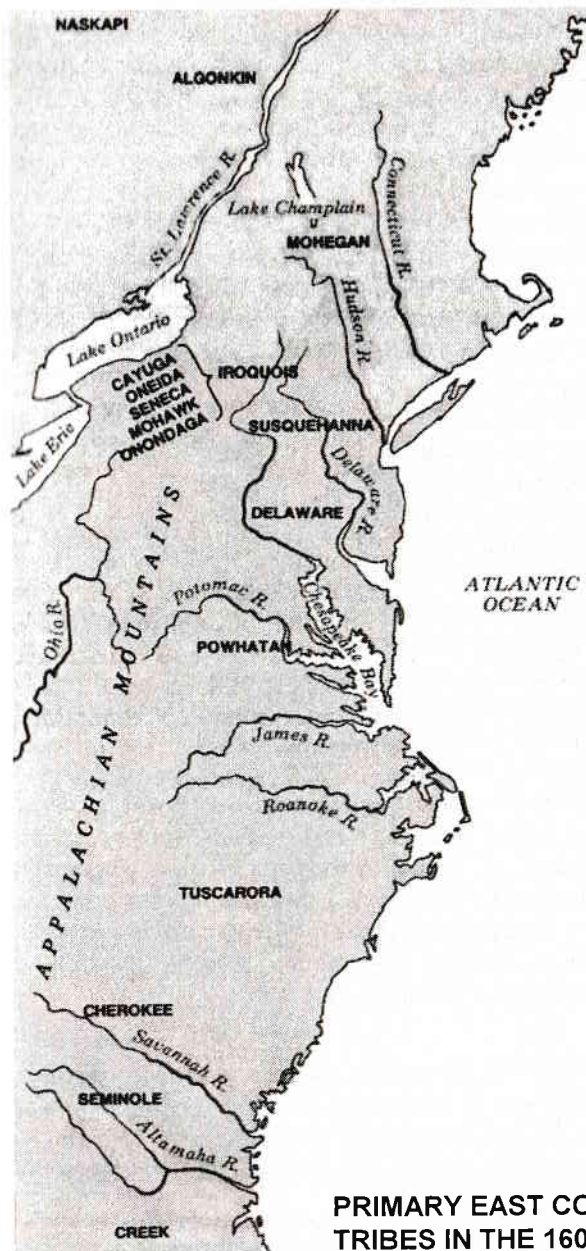 NASKAPI
ALGONKIN
St. Lawrence R.
Connecticut R.
Lake Champlain
MOHEGAN
Hudson R.
Lake Ontario
CAYUGA
ONEIDA
SENECA
MOHAWK
ONONDAGA
IROQUOIS
SUSQUEHANNA
Lake Erie
Delaware R.
DELAWARE
ATLANTIC
OCEAN
Ohio R.
APPALACHIAN MOUNTAINS
Potomac R.
Chesapeake Bay
POWHATAN
James R.
Roanoke R.
TUSCARORA
CHEROKEE
Savannah R.
SEMINOLE
Altamaha R.
CREEK
PRIMARY EAST CO
TRIBES IN THE 160